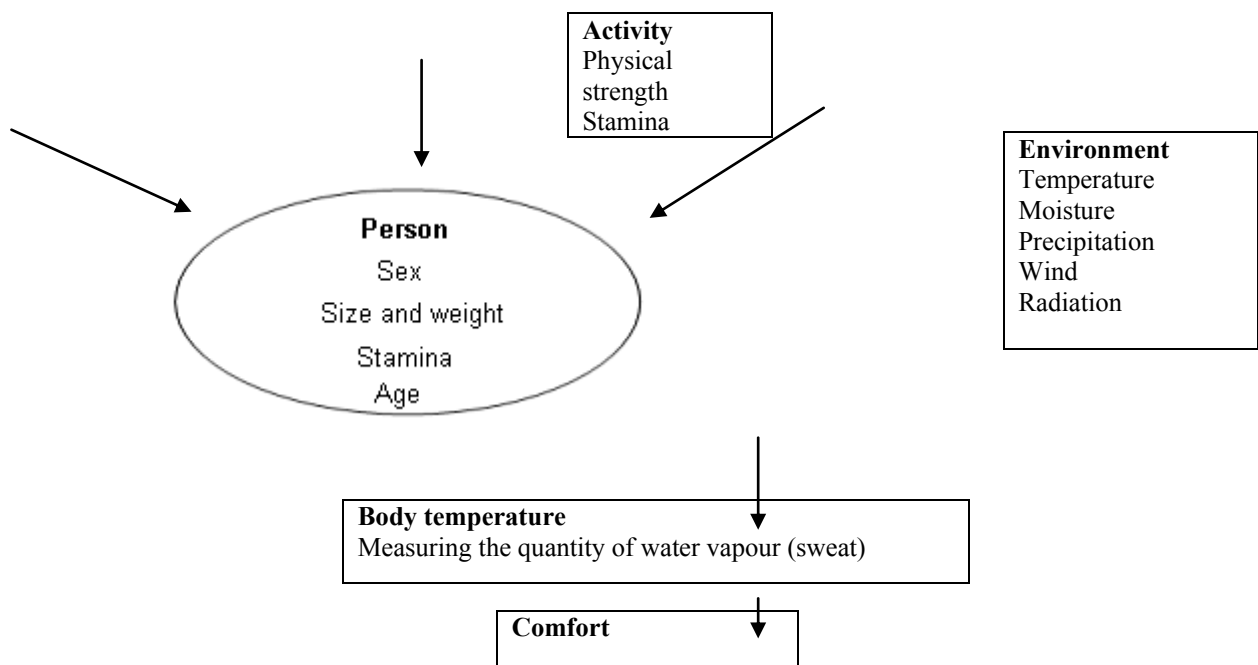 Activity
Physical
strength
Stamina
Environment
Temperature
Moisture
Precipitation
Wind
Radiation
Person
Sex
Size and weight
Stamina
Age
Body temperature
Measuring the quantity of water vapour (sweat)
Comfort